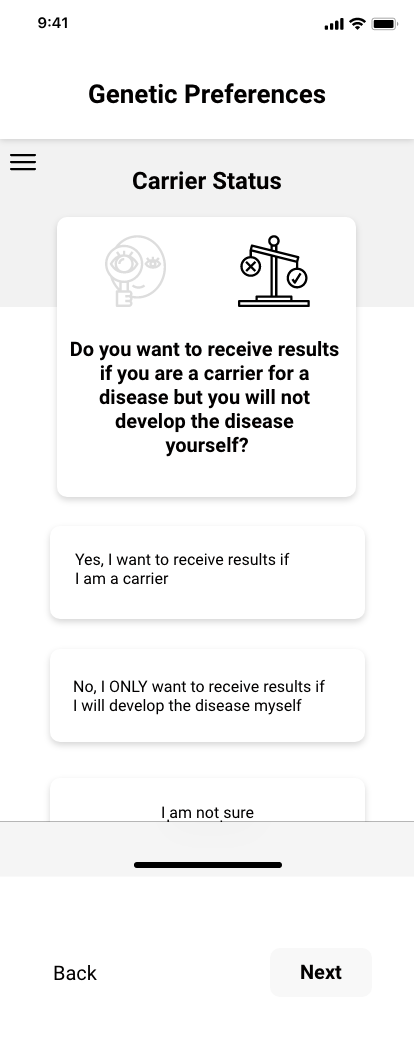 9:41
Genetic Preferences
Carrier Status
Do you want to receive results
if you are a carrier for a
disease but you will not
develop the disease
yourself?
Yes, I want to receive results if
I am a carrier
No, I ONLY want to receive results if
I will develop the disease myself
I am not sure
Back
Next